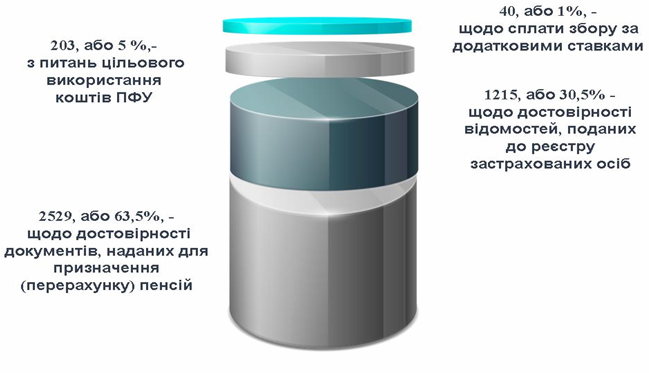 203, або 5 %,-
з питань цільового
використання
коштів ПФУ
40, або 1%, -
щодо сплати збору за
додатковими ставками
1215, або 30,5% -
щодо достовірності
відомостей, поданих
до реєстру
застрахованих осіб
2529, або 63,5%, -
щодо достовірності
документів, наданих для
призначення
(перерахунку) пенсій